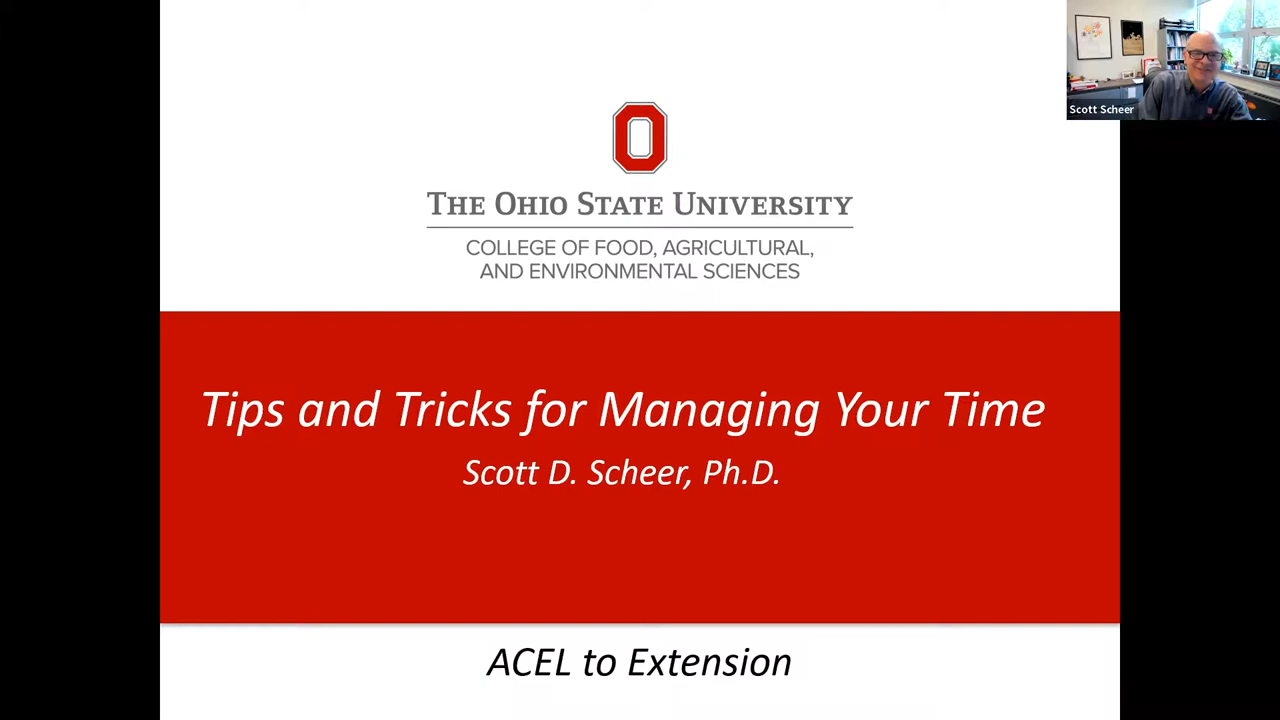 Scott Scheer
THE OHIO STATE UNIVERSITY
COLLEGE OF FOOD, AGRICULTURAL,
AND ENVIRONMENTAL SCIENCES
Tips and Tricks for Managing Your Time
Scott D. Scheer, Ph.D.
ACEL to Extension